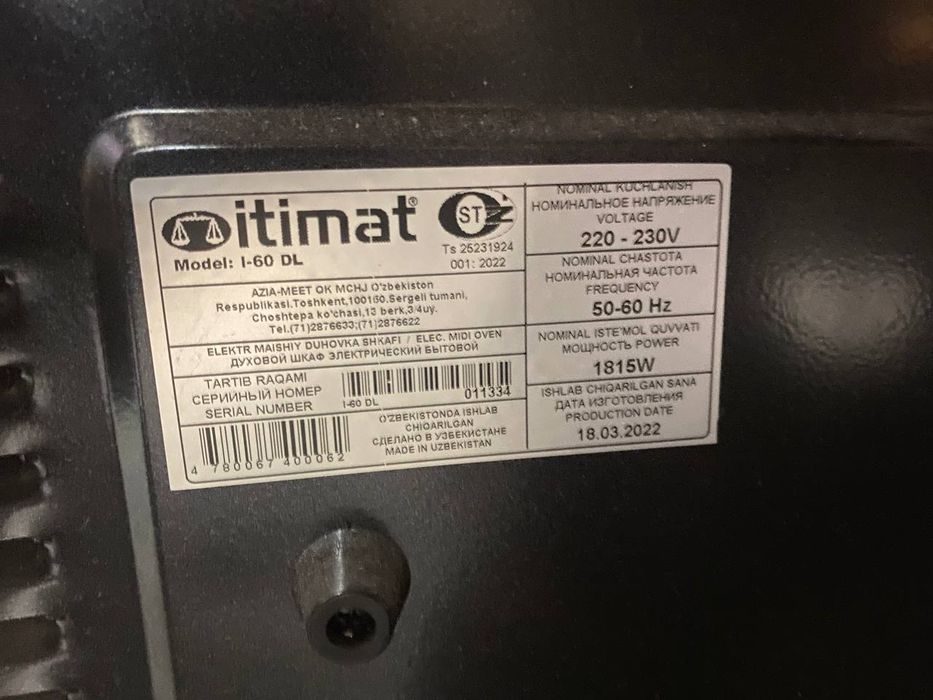 itimat®
Model: I-60 DL
STZ
Ts 25231924
001: 2022
AZIA-MEET QK MCHJ O'zbekiston
Respublikasi.Toshkent,100160.Sergeli tumani,
Choshtepa ko'chasi,13 berk,3/4uy.
Tel.(71)2876633;(71)2876622
ELEKTR MAISHIY DUHOVKA SHKAFI / ELEC. MIDI OVEN
ДУХОВОЙ ШКАФ ЭЛЕКТРИЧЕСКИЙ БЫТОВОЙ
TARTIB RAQAMI
СЕРИЙНЫЙ НОМЕР
SERIAL NUMBER
I-60 DL
011334
4 780067 400062
O'ZBEKISTONDA ISHLAB
CHIQARILGAN
СДЕЛАНО В УЗБЕКИСТАНЕ
MADE IN UZBEKISTAN
NOMINAL KUCHLANISH
НОМИНАЛЬНОЕ НАПРЯЖЕНИЕ
VOLTAGE
220 - 230V
NOMINAL CHASTOTA
НОМИНАЛЬНАЯ ЧАСТОТА
FREQUENCY
50-60 Hz
NOMINAL ISTE'MOL QUVVATI
МОЩНОСТЬ POWER
1815W
ISHLAB CHIQARILGAN SANA
ДАТА ИЗГОТОВЛЕНИЯ
PRODUCTION DATE
18.03.2022